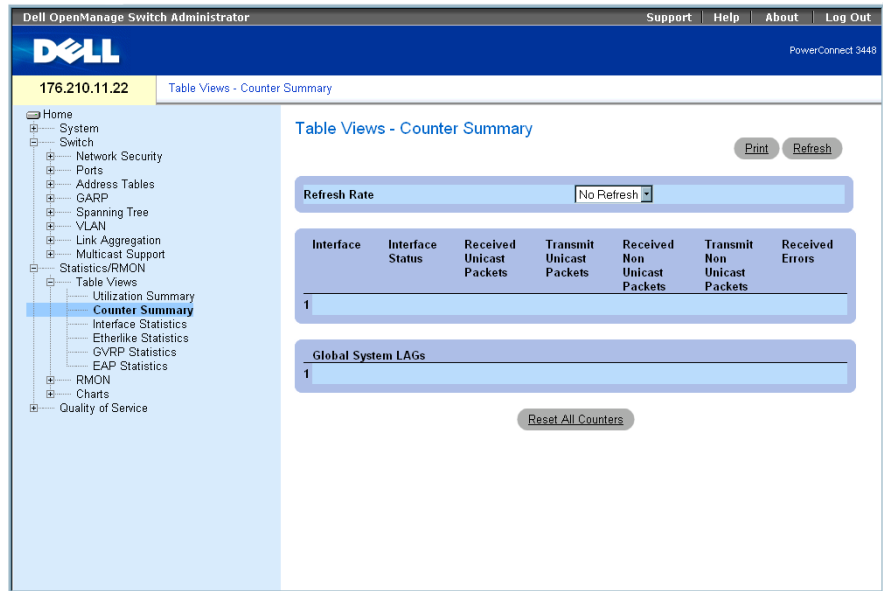 Dell OpenManage Switch Administrator
Support | Help | About | Log Out
DELL
PowerConnect 3448
176.210.11.22
Table Views - Counter Summary
Home
System
Switch
Network Security
Ports
Address Tables
GARP
Spanning Tree
VLAN
Link Aggregation
Multicast Support
Statistics/RMON
Table Views
Utilization Summary
Counter Summary
Interface Statistics
Etherlike Statistics
GVRP Statistics
EAP Statistics
RMON
Charts
Quality of Service
Table Views - Counter Summary
Print Refresh
Refresh Rate No Refresh
Interface Interface Received Transmit Received Transmit Received
Status Unicast Unicast Non Non Errors
Packets Packets Unicast Unicast
Packets Packets
1
Global System LAGs
1
Reset All Counters